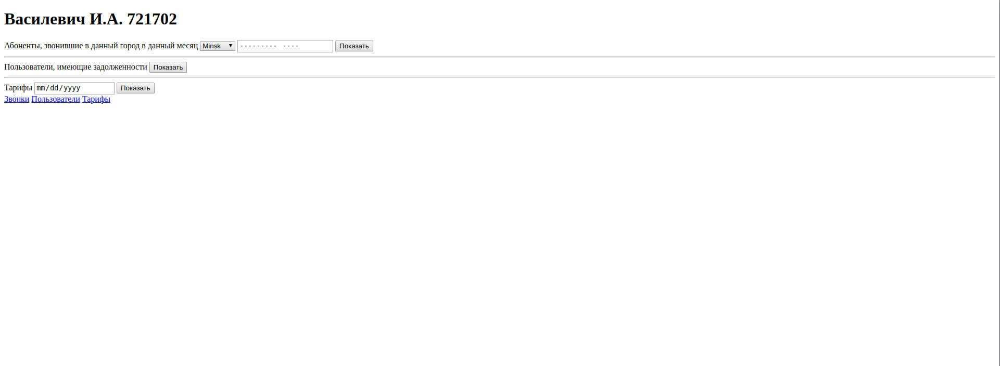 Василевич И.А. 721702
Абоненты, звонившие в данный город в данный месяц Minsk --------- ---- Показать
Пользователи, имеющие задолженности Показать
Тарифы mm/dd/yyyy Показать
Звонки Пользователи Тарифы